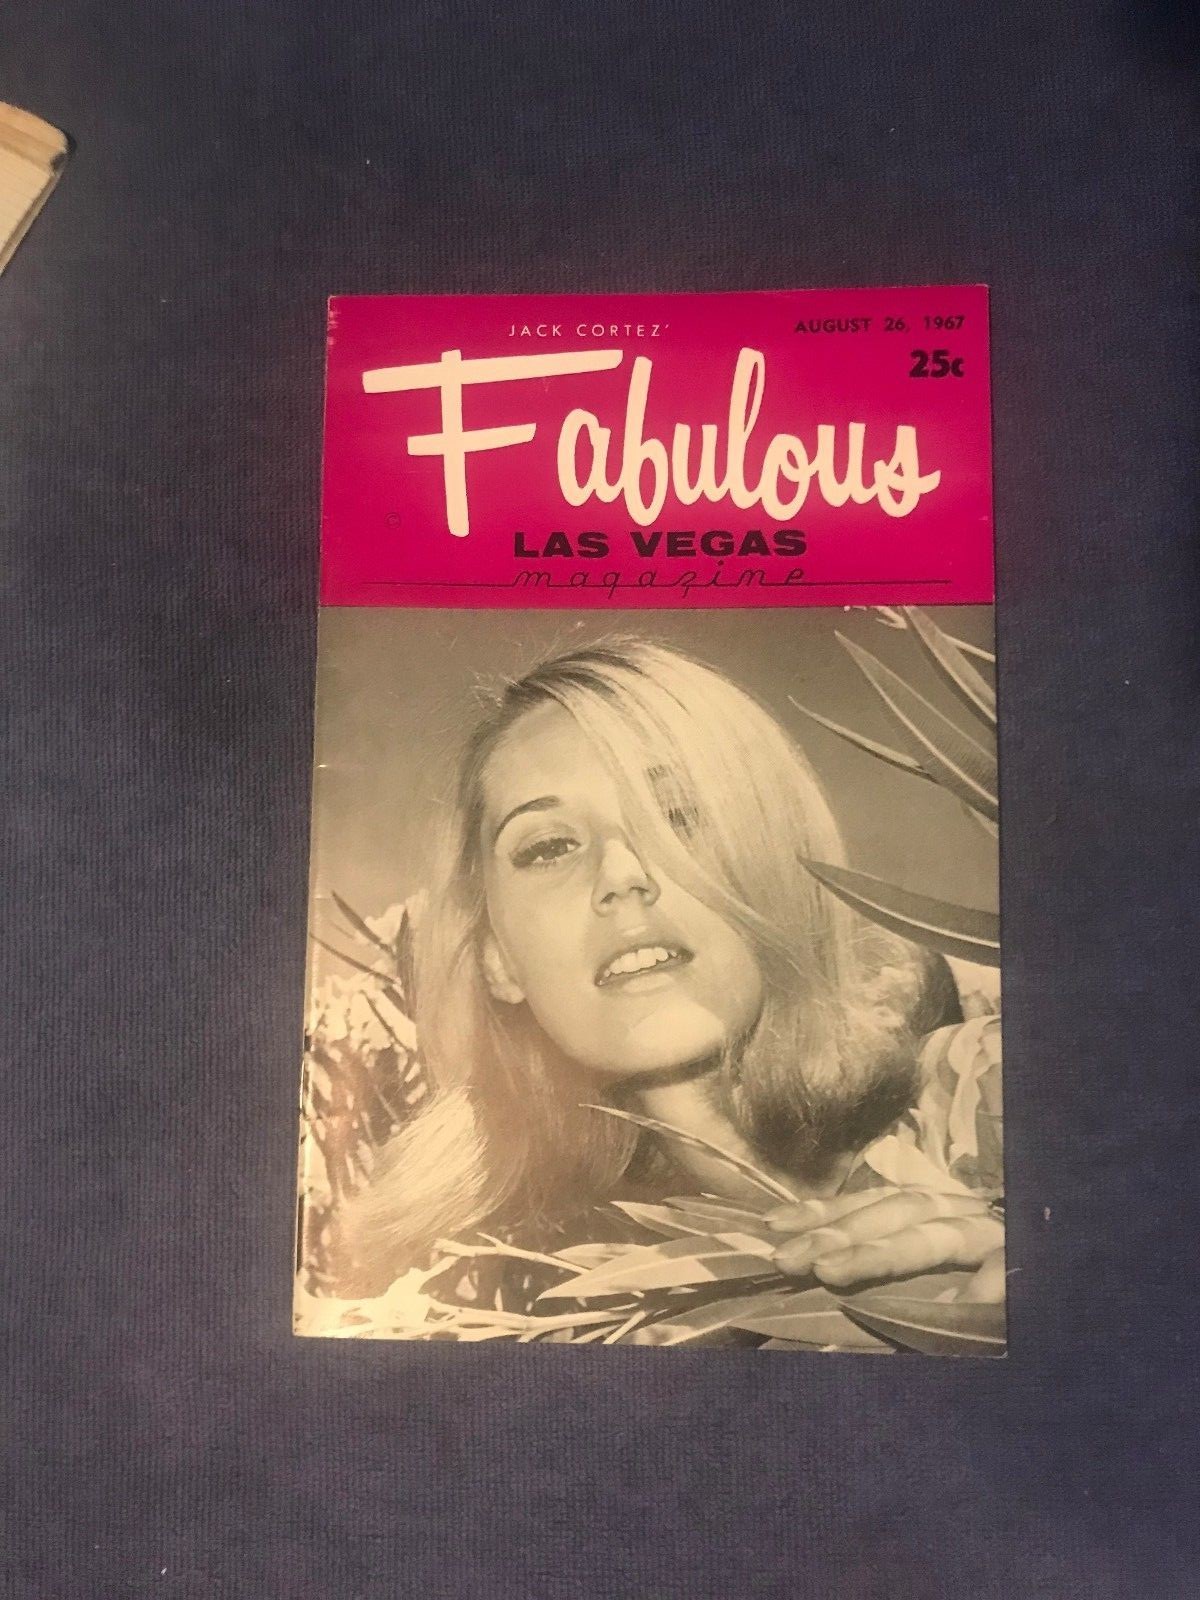 JACK CORTEZ'
AUGUST 26, 1967
25c
Fabulous
©
LAS VEGAS
magazine